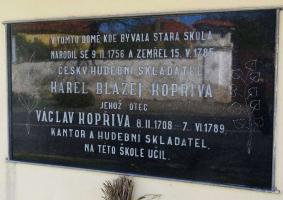 V TOMTO DOMĚ KDE BÝVALA STARÁ ŠKOLA
NARODIL SE 9.II. 1756 A ZEMŘEL 15. V. 1785
ČESKÝ HUDEBNÍ SKLADATEL
KAREL BLAŽEJ KOPŘIVA
JEHOŽ OTEC
VÁCLAV KOPŘIVA 8. II. 1708 - 7. VI. 1789,
KANTOR A HUDEBNÍ SKLADATEL,
NA TÉTO ŠKOLE UČIL.